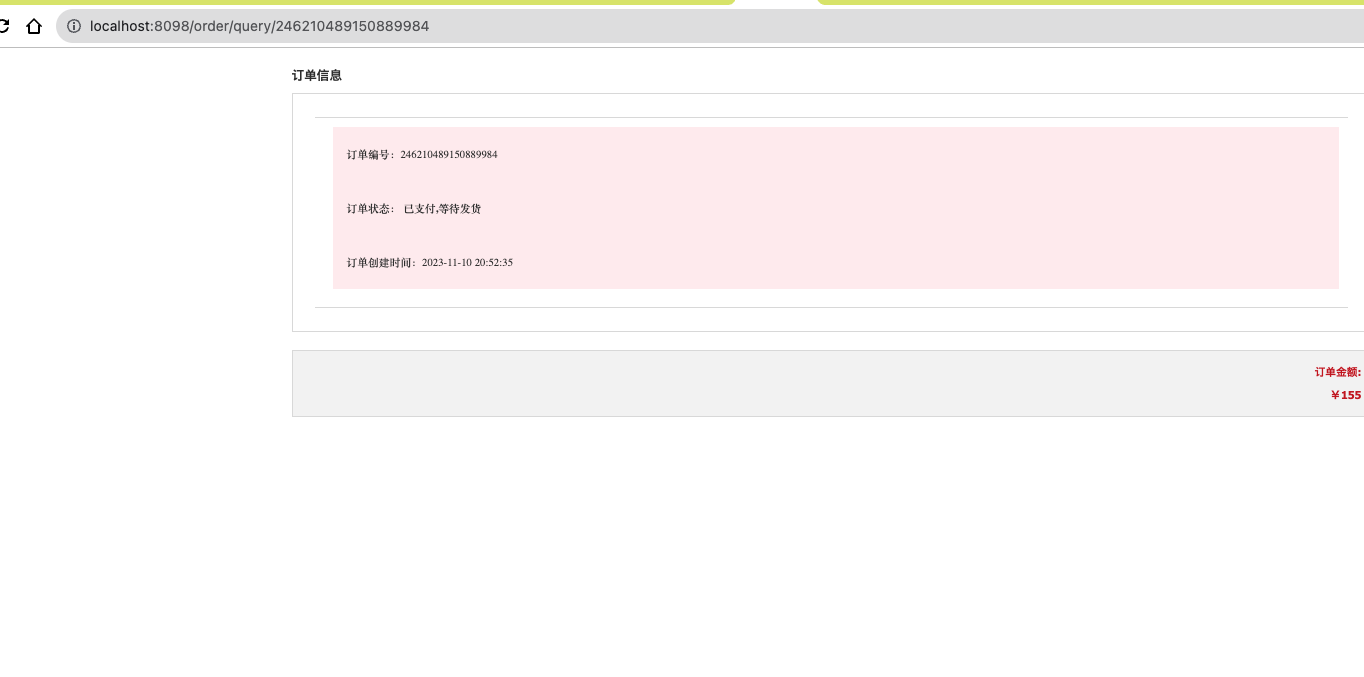 localhost:8098/order/query/246210489150889984
订单信息
订单编号：246210489150889984
订单状态： 已支付,等待发货
订单创建时间：2023-11-10 20:52:35
订单金额:
￥155